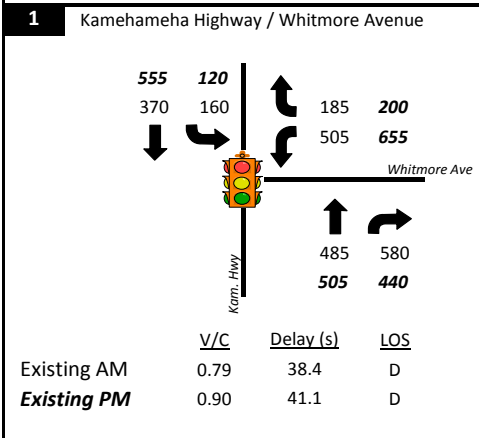 1 Kamehameha Highway / Whitmore Avenue
555 120
370 160
185 200
505 655
Whitmore Ave
485 580
505 440
Kam. Hwy
V/C Delay (s) LOS
Existing AM 0.79 38.4 D
Existing PM 0.90 41.1 D